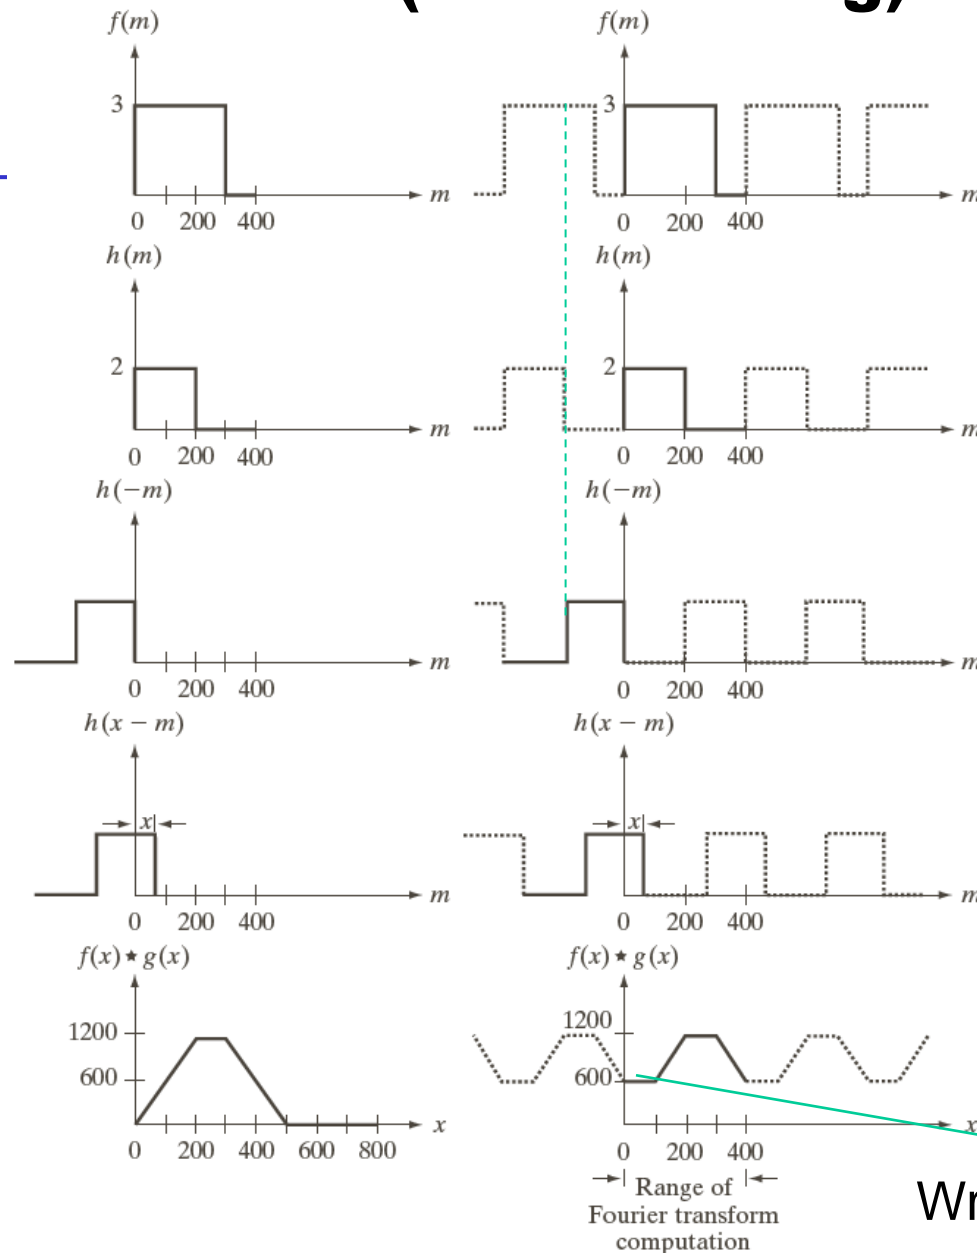 f(m)
3
m
0 200 400
h(m)
2
m
0 200 400
h(−m)
m
0 200 400
h(x − m)
x
m
0 200 400
f(x) ★ g(x)
1200
600
x
0 200 400 600 800
f(m)
3
m
0 200 400
h(m)
2
m
0 200 400
h(−m)
m
0 200 400
h(x − m)
x
m
0 200 400
f(x) ★ g(x)
1200
600
x
0 200 400
Range of
Fourier transform
computation